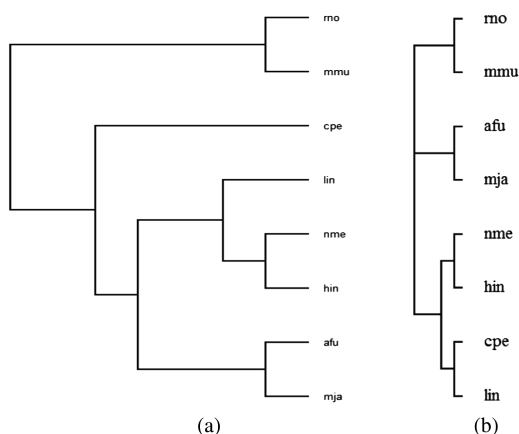 rno
mmu
cpe
lin
nme
hin
afu
mja
(a)
rno
mmu
afu
mja
nme
hin
cpe
lin
(b)